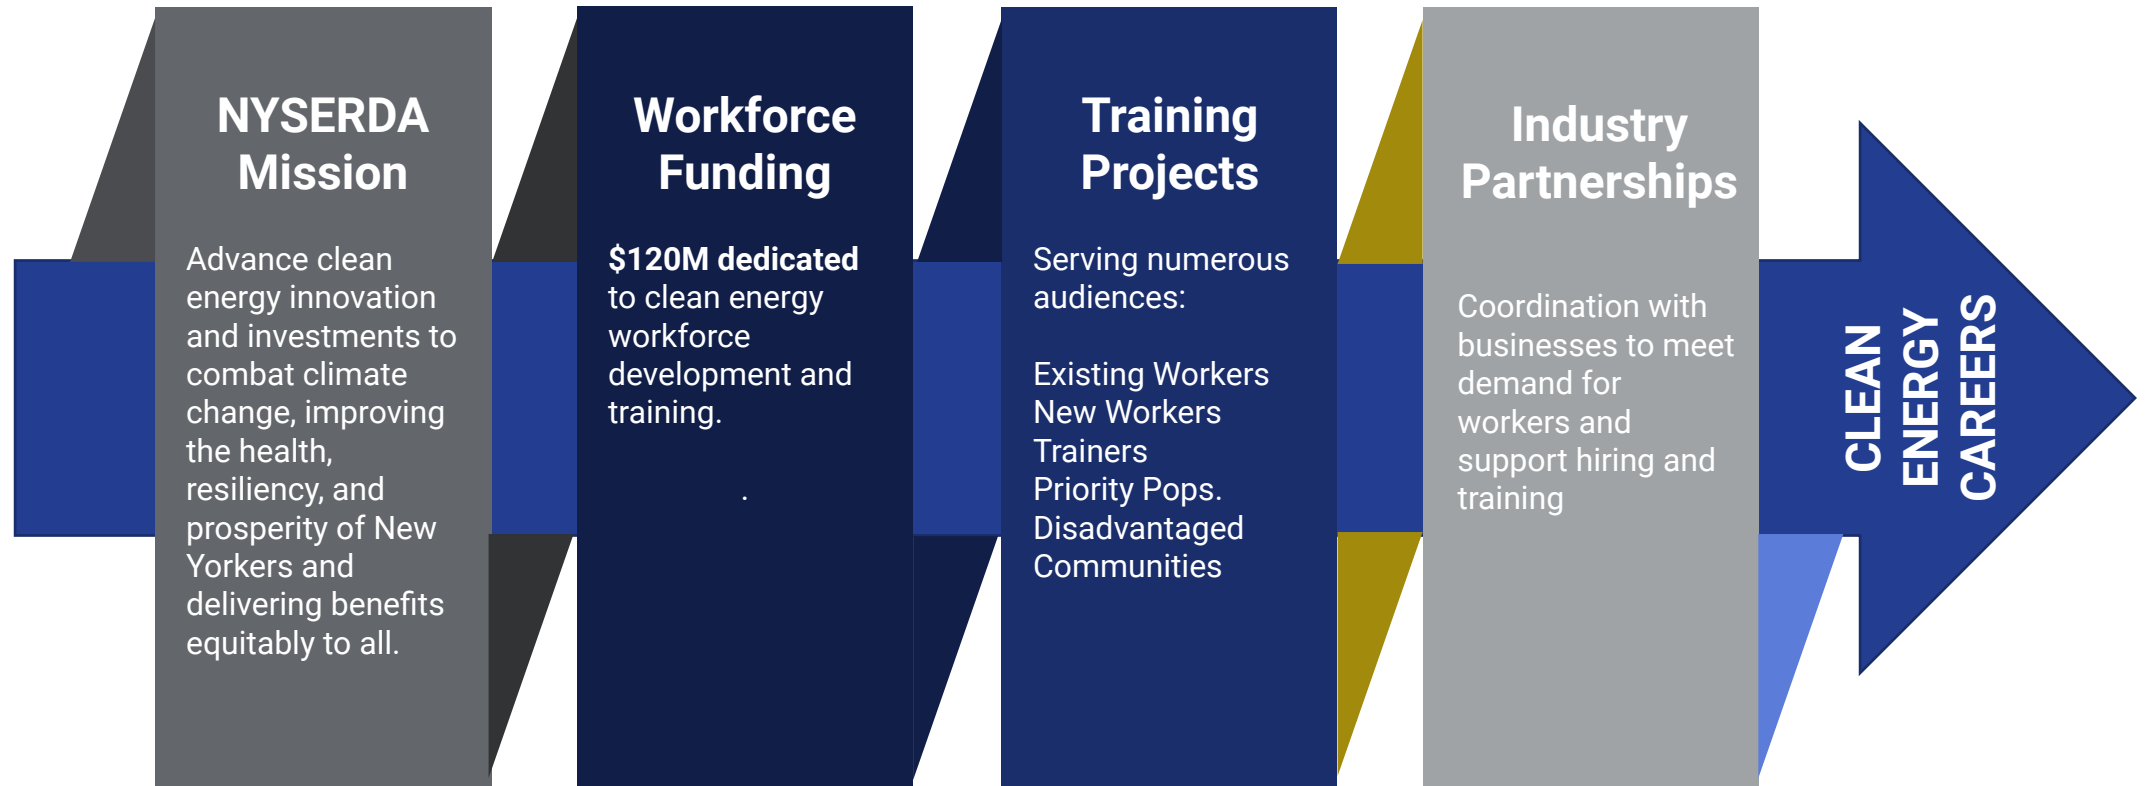 NYSERDA
Mission
Advance clean
energy innovation
and investments to
combat climate
change, improving
the health,
resiliency, and
prosperity of New
Yorkers and
delivering benefits
equitably to all.
Workforce
Funding
$120M dedicated
to clean energy
workforce
development and
training.
.
Training
Projects
Serving numerous
audiences:
Existing Workers
New Workers
Trainers
Priority Pops.
Disadvantaged
Communities
Industry
Partnerships
Coordination with
businesses to meet
demand for
workers and
support hiring and
training
CLEAN
ENERGY
CAREERS